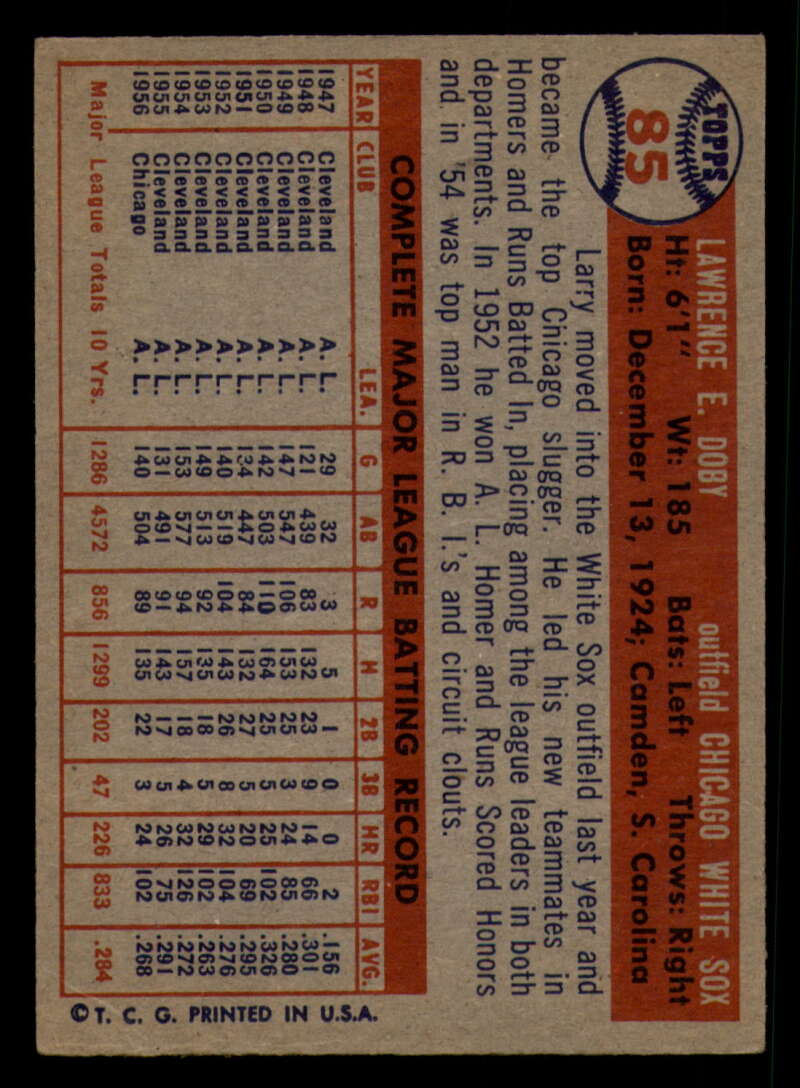 TOPPS
85
LAWRENCE E. DOBY outfield CHICAGO WHITE SOX
Ht: 6'1" Wt: 185 Bats: Left Throws: Right
Born: December 13, 1924; Camden, S. Carolina
Larry moved into the White Sox outfield last year and
became the top Chicago slugger. He led his new teammates in
Homers and Runs Batted In, placing among the league leaders in both
departments. In 1952 he won A. L. Homer and Runs Scored Honors
and. in '54 was top man in R. B. I.'s and circuit clouts.
COMPLETE MAJOR LEAGUE BATTING RECORD
YEAR CLUB LEA. G AB R H 2B 3B HR RBI AVG.
1947 Cleveland A. L. 29 32 3 5 1 0 0 2 .156
1948 Cleveland A. L. 121 439 83 132 23 9 14 66 .301
1949 Cleveland A. L. 147 547 106 153 25 3 24 85 .280
1950 Cleveland A. L. 142 503 110 164 25 5 25 102 .326
1951 Cleveland A. L. 134 447 84 132 27 5 20 69 .295
1952 Cleveland A. L. 140 519 104 143 26 8 32 104 .276
1953 Cleveland A. L. 149 513 92 135 18 5 29 102 .263
1954 Cleveland A. L. 153 577 94 157 18 4 32 126 .272
1955 Cleveland A. L. 131 491 91 143 17 5 26 75 .291
1956 Chicago A. L. 140 504 89 135 22 3 24 102 .268
Major League Totals 10 Yrs. 1286 4572 856 1299 202 47 226 833 .284
© T. C. G. PRINTED IN U.S.A.